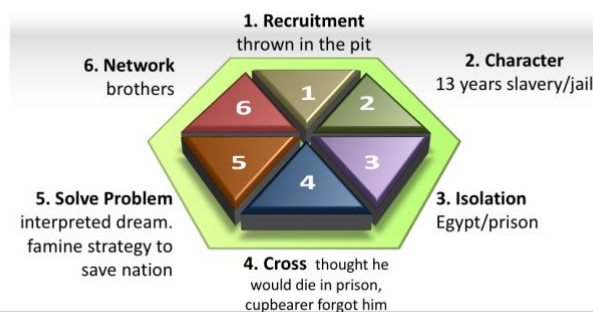 1. Recruitment
thrown in the pit
2. Character
13 years slavery/jail
3. Isolation
Egypt/prison
4. Cross thought he
would die in prison,
cupbearer forgot him
5. Solve Problem
interpreted dream.
famine strategy to
save nation
6. Network
brothers
1
2
3
4
5
6